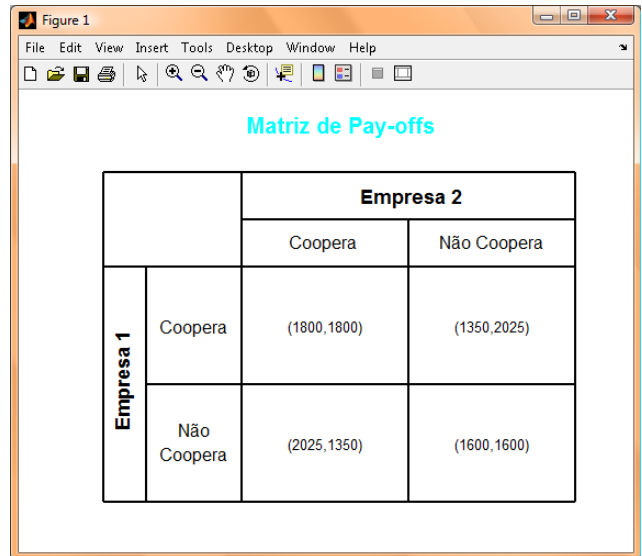 Figure 1
File Edit View Insert Tools Desktop Window Help
Matriz de Pay-offs
Empresa 2
Coopera Não Coopera
Empresa 1
Coopera (1800,1800) (1350,2025)
Não
Coopera (2025,1350) (1600,1600)